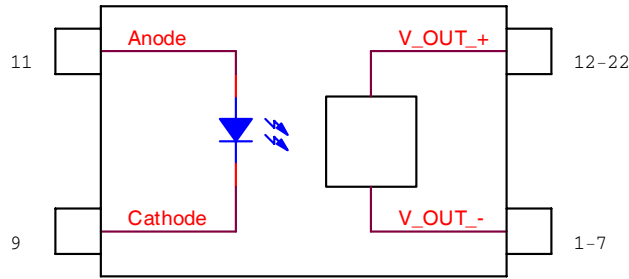 Anode
V_OUT_+
11
12-22
Cathode
V_OUT_-
9
1-7